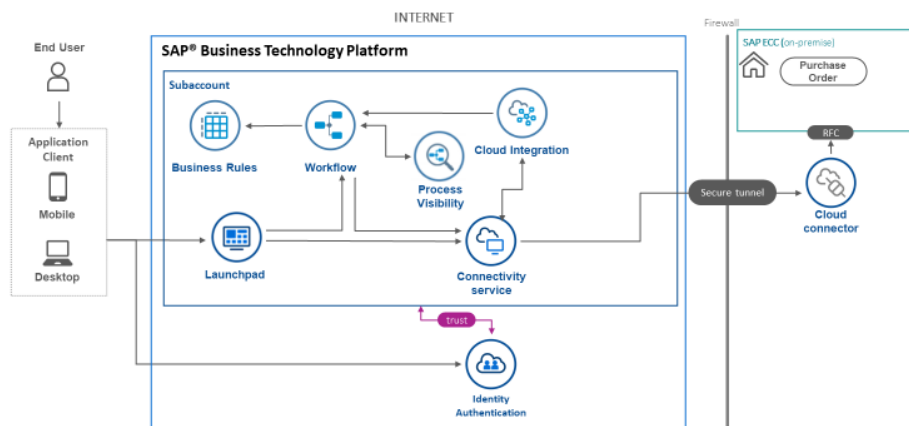 INTERNET
Firewall
End User
SAP® Business Technology Platform
SAP ECC (on-premise)
Purchase
Order
Subaccount
Application
Client
Mobile
Desktop
Business Rules
Workflow
Cloud Integration
Process
Visibility
RFC
Launchpad
Connectivity
service
Secure tunnel
Cloud
connector
trust
Identity
Authentication